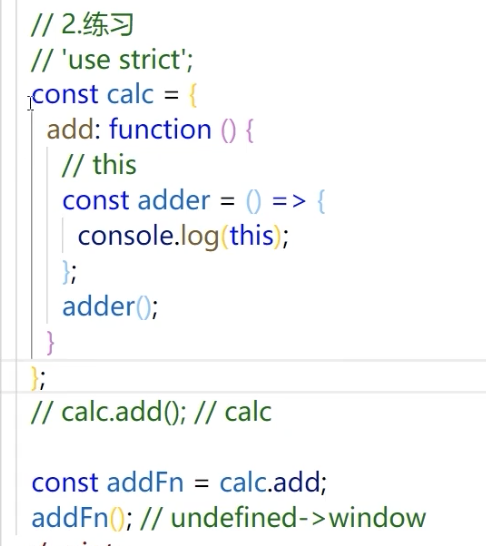 // 2.练习
// 'use strict';
const calc = {
add: function () {
// this
const adder = () => {
console.log(this);
};
adder();
}
};
// calc.add(); // calc
const addFn = calc.add;
addFn(); // undefined->window